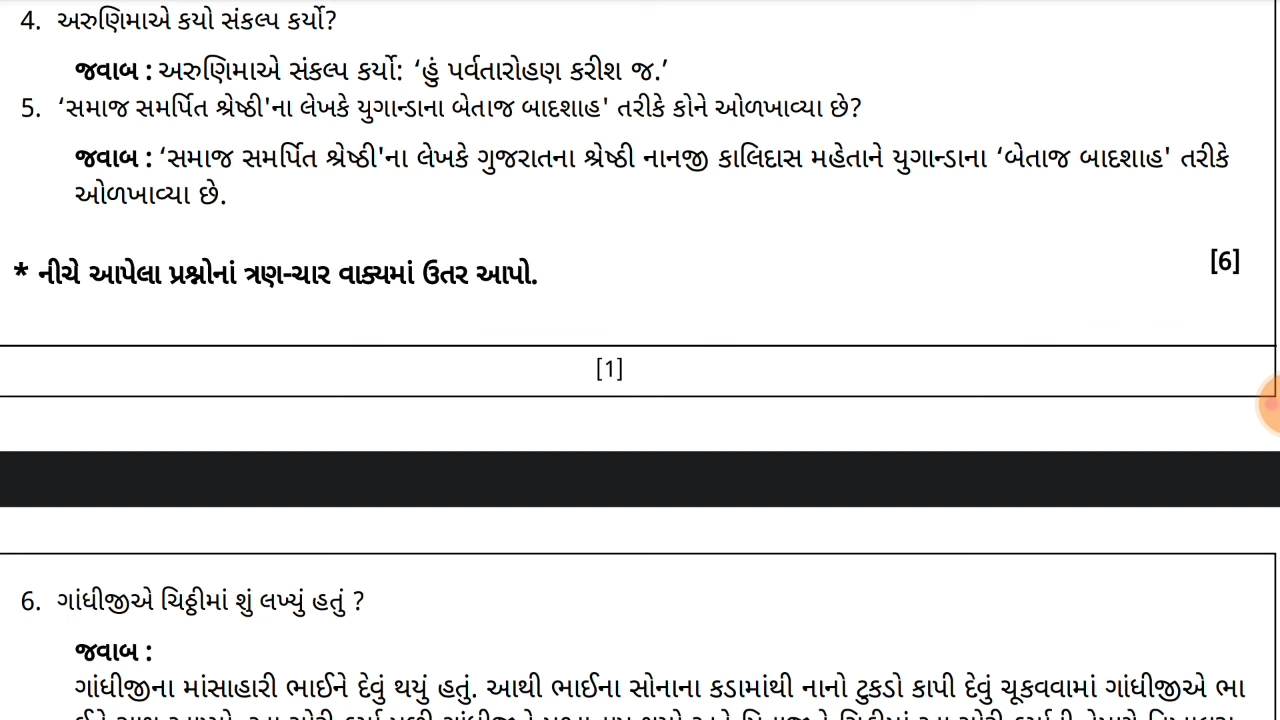 4. અરુણિમાએ કયો સંકલ્પ કર્યો?
જવાબ : અરુણિમાએ સંકલ્પ કર્યો: ‘હું પર્વતારોહણ કરીશ જ.’
5. ‘સમાજ સમર્પિત શ્રેષ્ઠી'ના લેખકે યુગાન્ડાના બેતાજ બાદશાહ' તરીકે કોને ઓળખાવ્યા છે?
જવાબ : ‘સમાજ સમર્પિત શ્રેષ્ઠી'ના લેખકે ગુજરાતના શ્રેષ્ઠી નાનજી કાલિદાસ મહેતાને યુગાન્ડાના ‘બેતાજ બાદશાહ' તરીકે
ઓળખાવ્યા છે.
* નીચે આપેલા પ્રશ્નોનાં ત્રણ-ચાર વાક્યમાં ઉતર આપો. [6]
[1]
6. ગાંધીજીએ ચિઠ્ઠીમાં શું લખ્યું હતું ?
જવાબ :
ગાંધીજીના માંસાહારી ભાઈને દેવું થયું હતું. આથી ભાઈના સોનાના કડામાંથી નાનો ટુકડો કાપી દેવું ચૂકવવામાં ગાંધીજીએ ભા